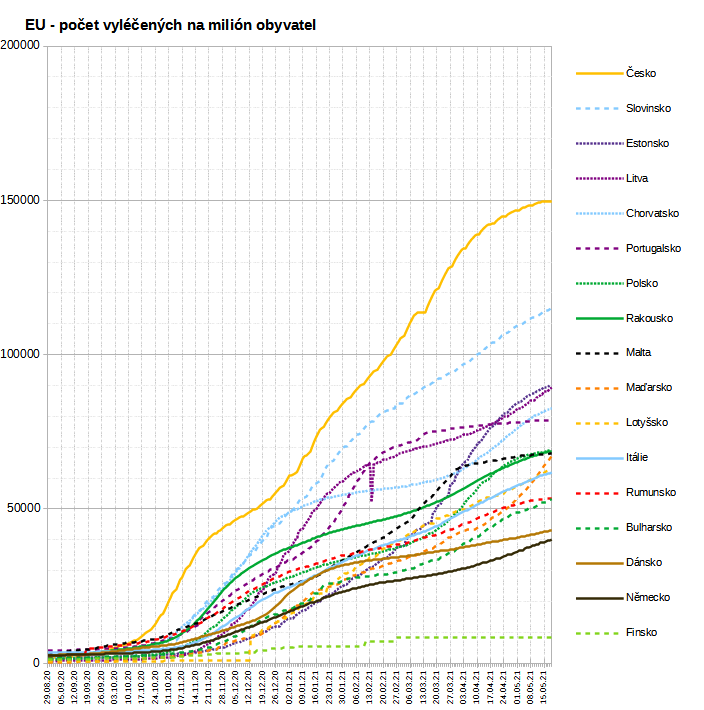 EU - počet vyléčených na milión obyvatel
200000
150000
100000
50000
0
Česko
Slovinsko
Estonsko
Litva
Chorvatsko
Portugalsko
Polsko
Rakousko
Malta
Maďarsko
Lotyšsko
Itálie
Rumunsko
Bulharsko
Dánsko
Německo
Finsko
29.08.20
05.09.20
12.09.20
19.09.20
26.09.20
03.10.20
10.10.20
17.10.20
24.10.20
31.10.20
07.11.20
14.11.20
21.11.20
28.11.20
05.12.20
12.12.20
19.12.20
26.12.20
02.01.21
09.01.21
16.01.21
23.01.21
30.01.21
06.02.21
13.02.21
20.02.21
27.02.21
06.03.21
13.03.21
20.03.21
27.03.21
03.04.21
10.04.21
17.04.21
24.04.21
01.05.21
08.05.21
15.05.21